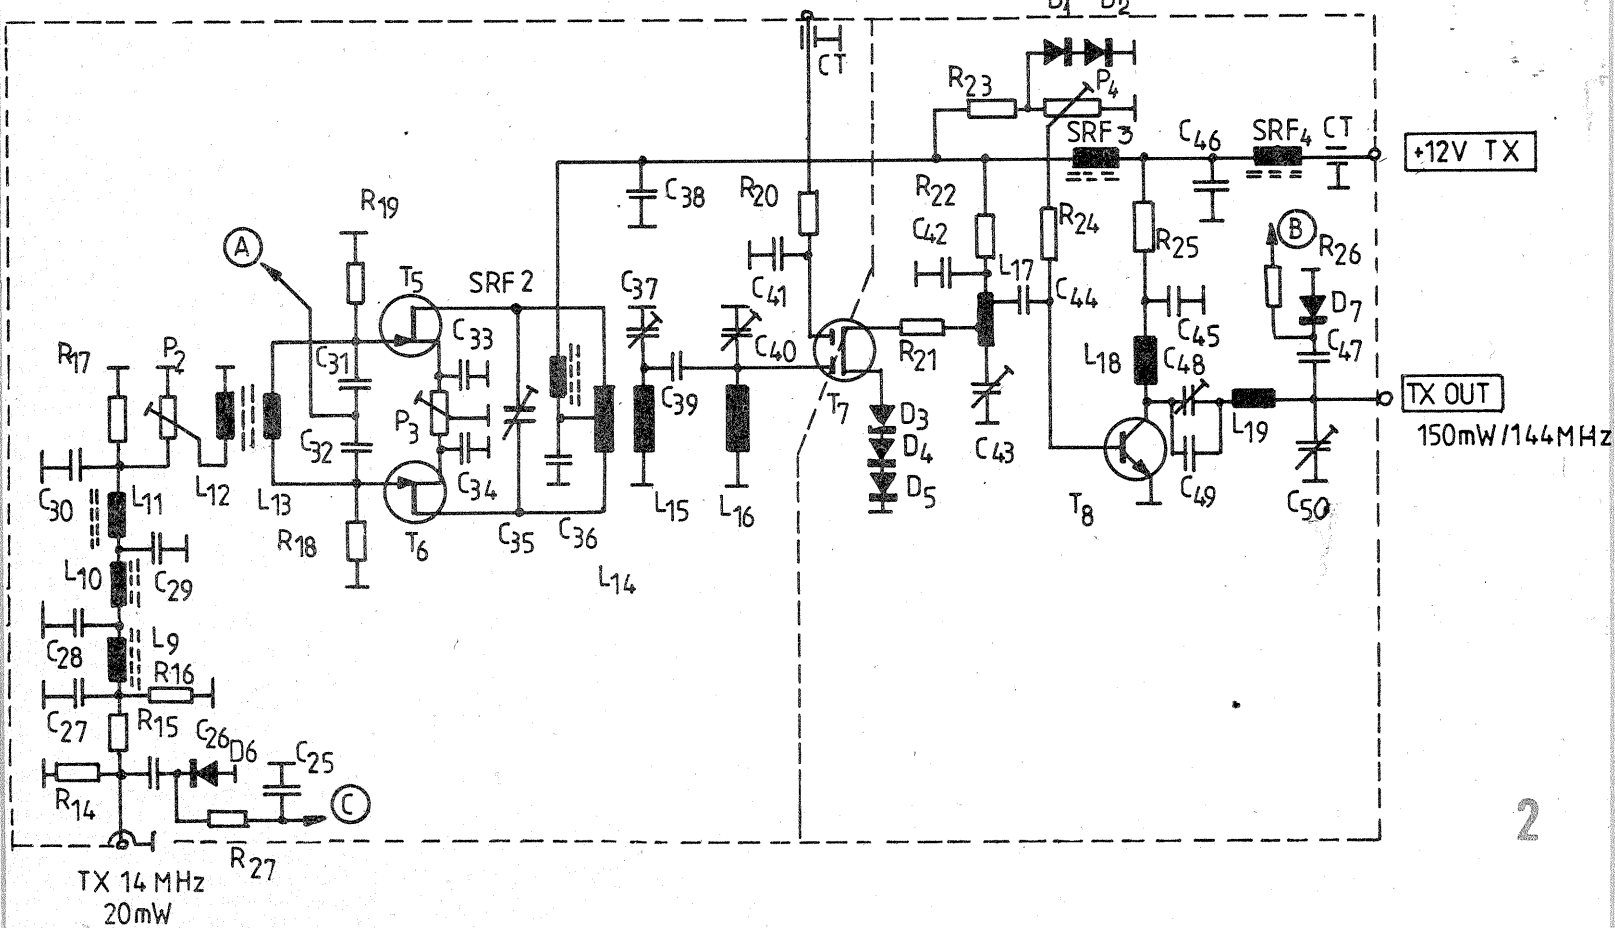 D1 D2
CT
R23
P4
SRF3
C46
SRF4
CT
+12V TX
C38
R20
R22
R19
A
C42
R24
R25
B
R26
T5
SRF2
C37
C41
L17
C44
D7
C33
C31
C45
C47
R17
P2
C40
R21
L18
C48
C39
T7
TX OUT
P3
D3
L19
150mW/144MHz
C32
D4
C43
C30
L11
L12
L13
C34
D5
C49
L15
L16
T8
C50
R18
T6
C35
C36
L10
C29
L14
C28
L9
R16
C27
R15
C26
D6
C25
R14
C
2
R27
TX 14 MHz
20mW